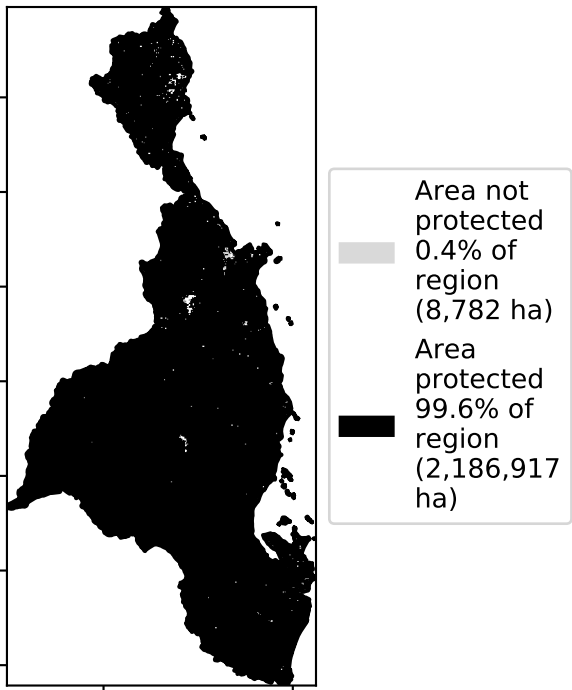 Area not
protected
0.4% of
region
(8,782 ha)
Area
protected
99.6% of
region
(2,186,917
ha)